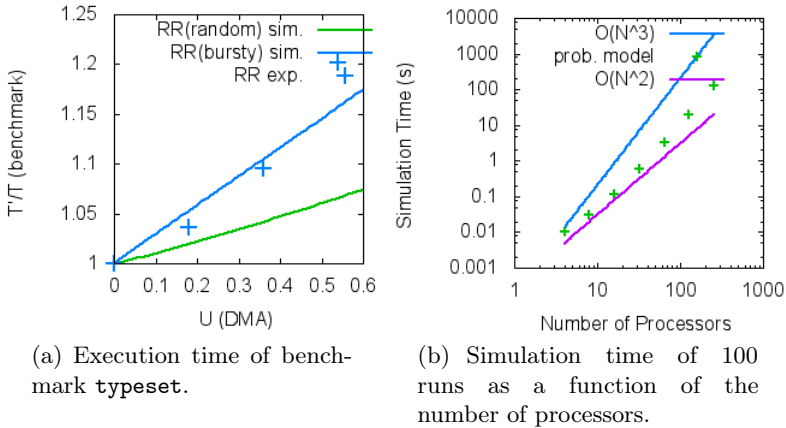 1.25
1.2
1.15
1.1
1.05
1
0 0.1 0.2 0.3 0.4 0.5 0.6
T'/T (benchmark)
U (DMA)
RR(random) sim.
RR(bursty) sim.
RR exp.
(a) Execution time of bench-
mark typeset.
10000
1000
100
10
1
0.1
0.01
0.001
1 10 100 1000
Simulation Time (s)
Number of Processors
O(N^3)
prob. model
O(N^2)
(b) Simulation time of 100
runs as a function of the
number of processors.